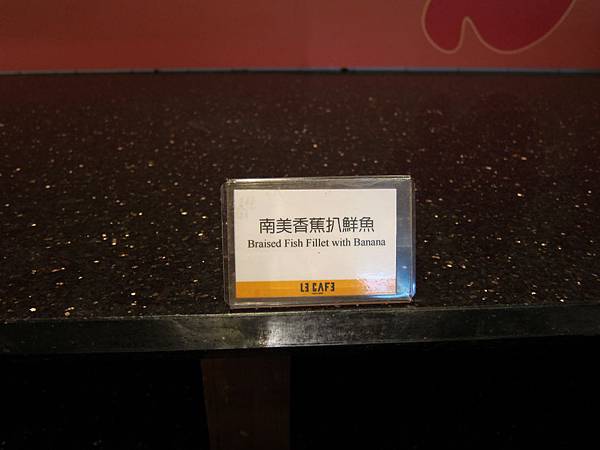 南美香蕉扒鮮魚
Braised Fish Fillet with Banana
LE CAFE